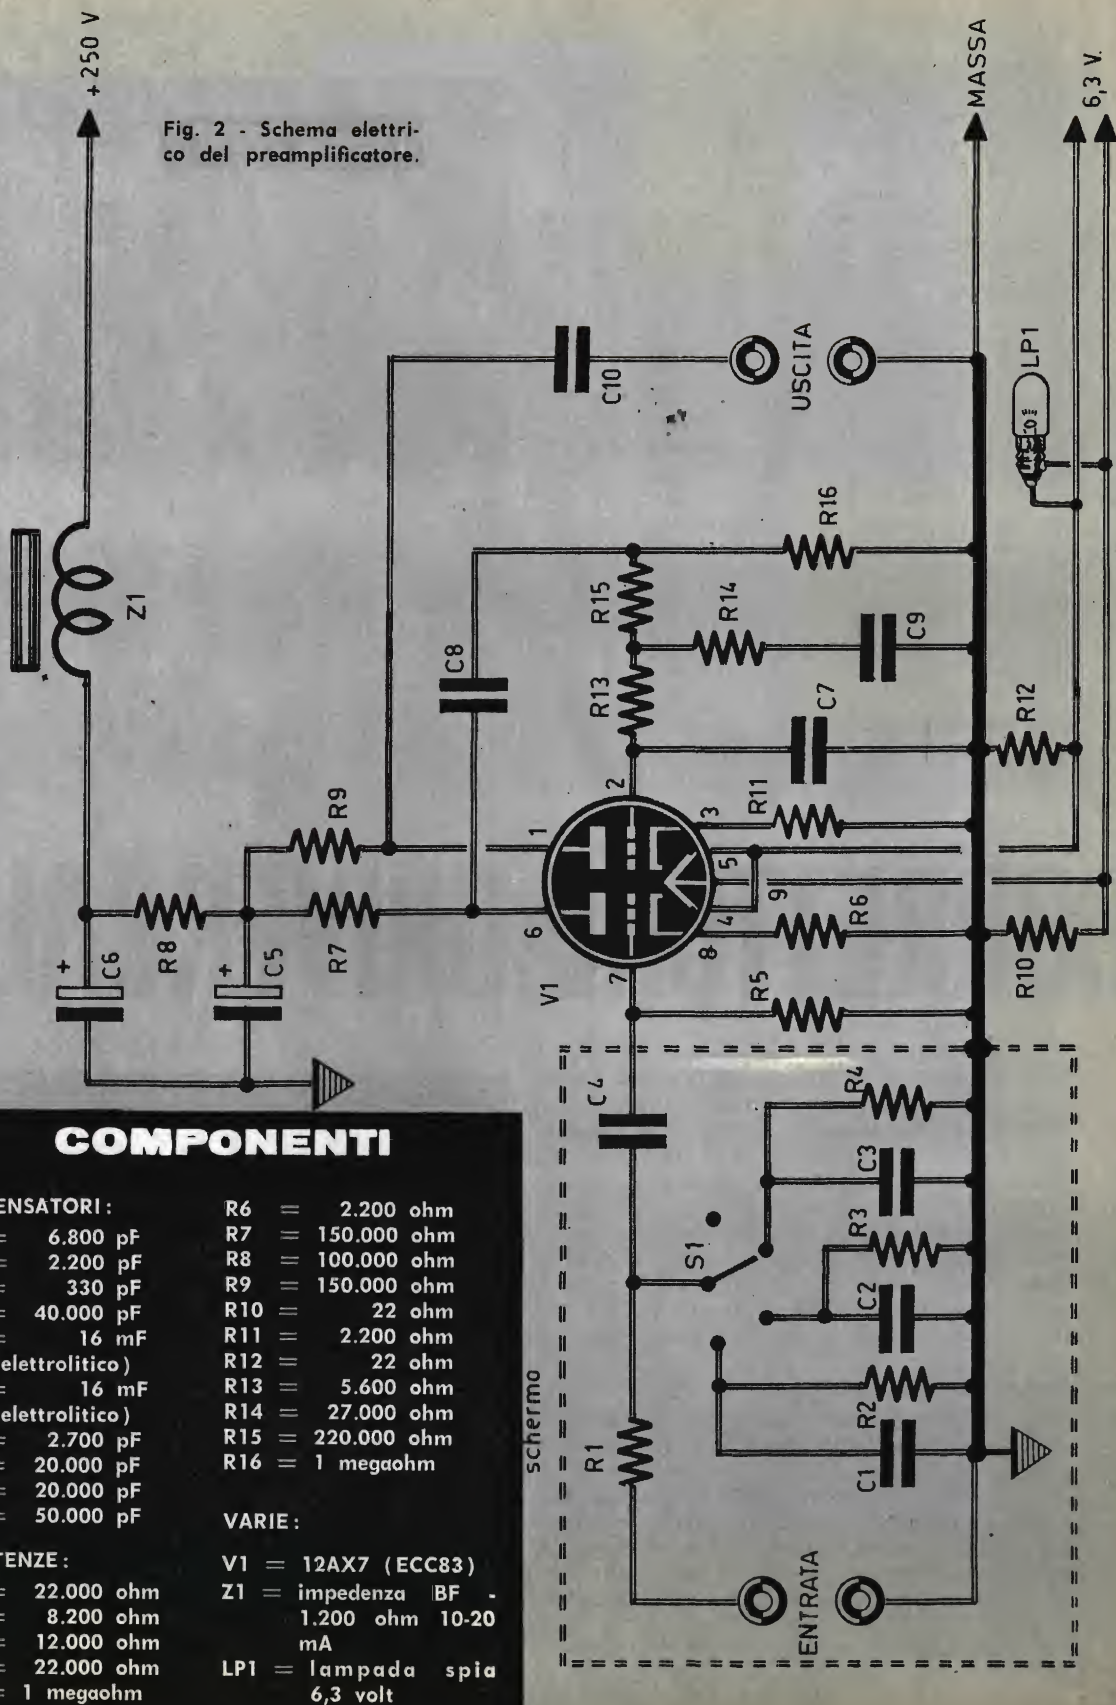 +250 V
Fig. 2 - Schema elettri-
co del preamplificatore.
MASSA
6,3 V.
Z1
C10
USCITA
LP1
R16
R15
R14
C8
R13
C9
C7
R12
R9
2
1
3
R11
5
+
C6
R8
+
C5
R7
6
9
4
R6
8
7
V1
R5
R10
C4
R4
C3
S1
R3
C2
R2
C1
R1
schermo
ENTRATA
COMPONENTI
ENSATORI:
= 6.800 pF
= 2.200 pF
= 330 pF
= 40.000 pF
= 16 mF
elettrolitico)
= 16 mF
elettrolitico)
= 2.700 pF
= 20.000 pF
= 20.000 pF
= 50.000 pF
TENZE:
= 22.000 ohm
= 8.200 ohm
= 12.000 ohm
= 22.000 ohm
= 1 megaohm
R6 = 2.200 ohm
R7 = 150.000 ohm
R8 = 100.000 ohm
R9 = 150.000 ohm
R10 = 22 ohm
R11 = 2.200 ohm
R12 = 22 ohm
R13 = 5.600 ohm
R14 = 27.000 ohm
R15 = 220.000 ohm
R16 = 1 megaohm
VARIE:
V1 = 12AX7 (ECC83)
Z1 = impedenza BF -
1.200 ohm 10-20
mA
LP1 = lampada spia
6,3 volt